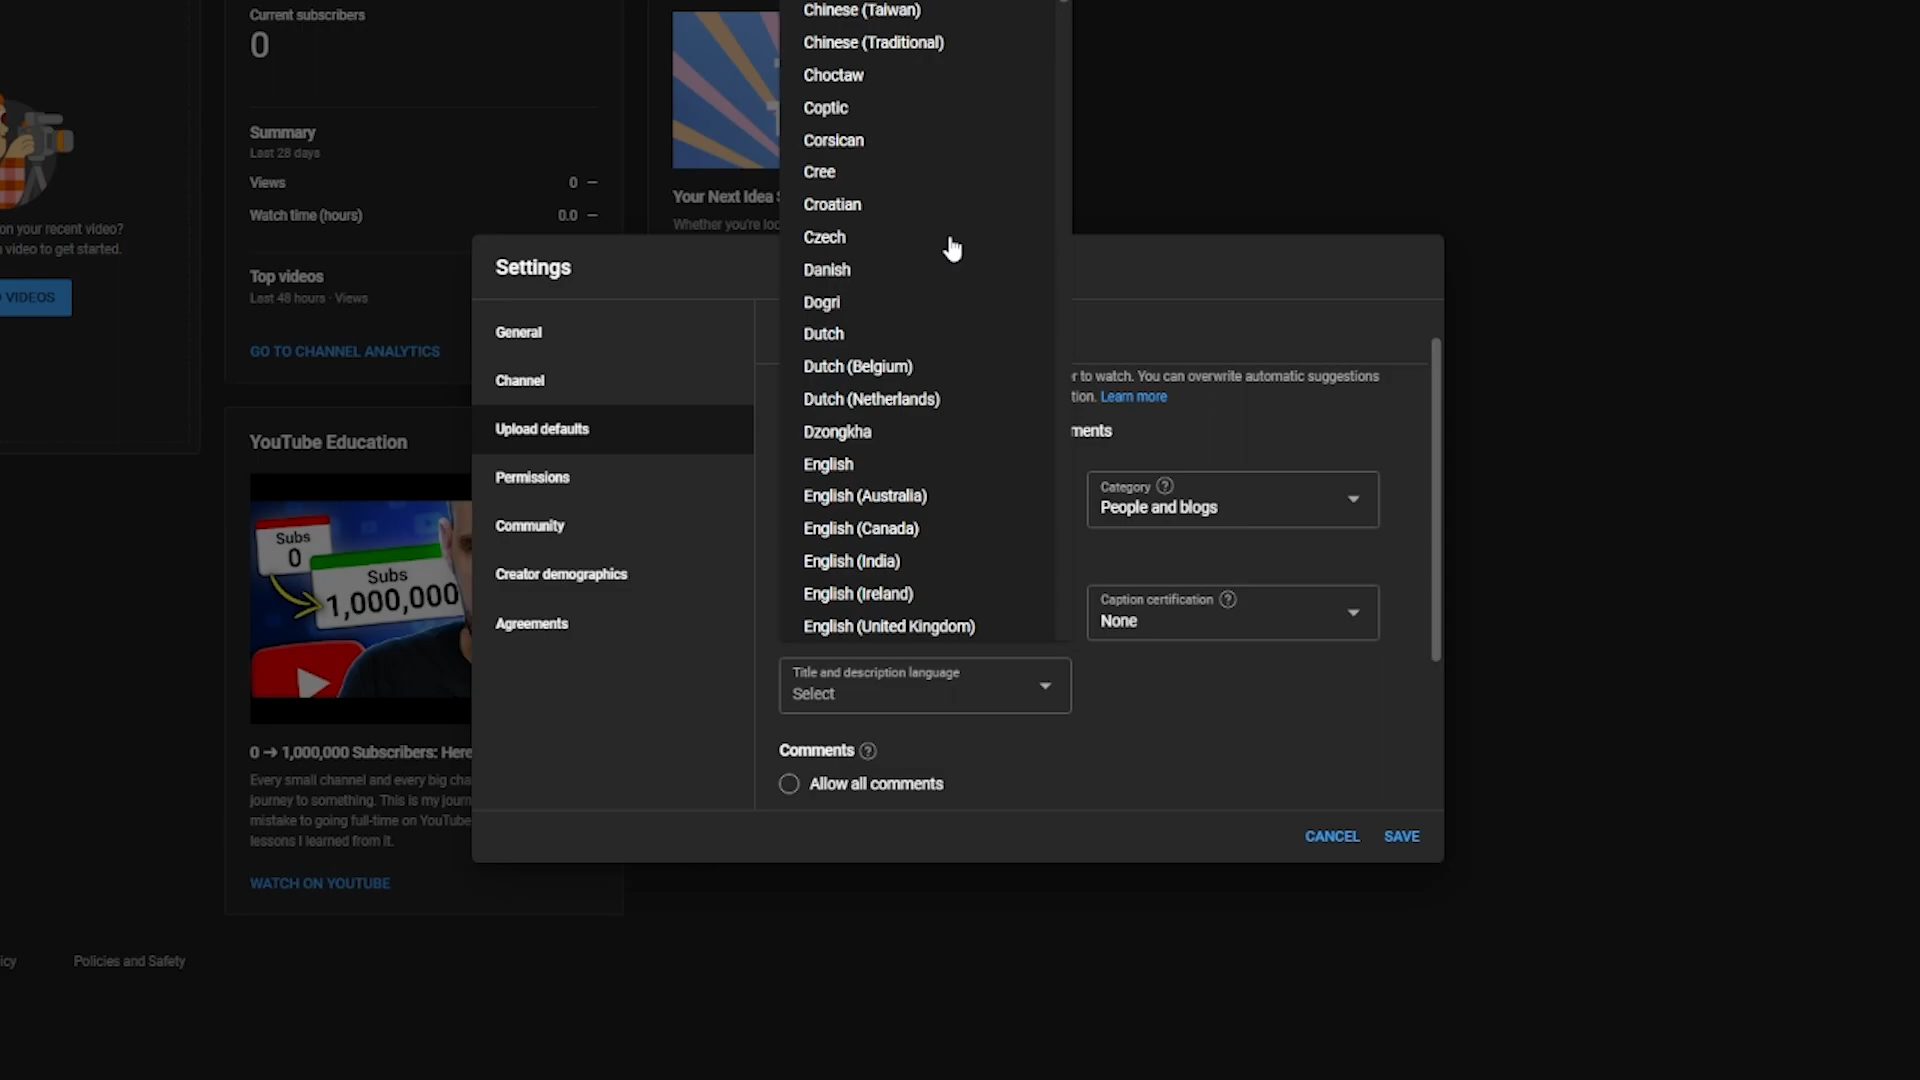 Current subscribers
0
Summary
Last 28 days
Views 0 —
Watch time (hours) 0.0 —
Top videos
Last 48 hours · Views
GO TO CHANNEL ANALYTICS
on your recent video?
video to get started.
VIDEOS
YouTube Education
Subs
0
Subs
1,000,000
0 → 1,000,000 Subscribers: Here
Every small channel and every big cha
journey to something. This is my journ
mistake to going full-time on YouTube
lessons I learned from it.
WATCH ON YOUTUBE
icy
Policies and Safety
Your Next Idea
Whether you're loo
Settings
General
Channel
Upload defaults
Permissions
Community
Creator demographics
Agreements
Chinese (Taiwan)
Chinese (Traditional)
Choctaw
Coptic
Corsican
Cree
Croatian
Czech
Danish
Dogri
Dutch
Dutch (Belgium)
Dutch (Netherlands)
Dzongkha
English
English (Australia)
English (Canada)
English (India)
English (Ireland)
English (United Kingdom)
r to watch. You can overwrite automatic suggestions
tion. Learn more
ments
Category ?
People and blogs
Caption certification ?
None
Title and description language
Select
Comments ?
Allow all comments
CANCEL SAVE